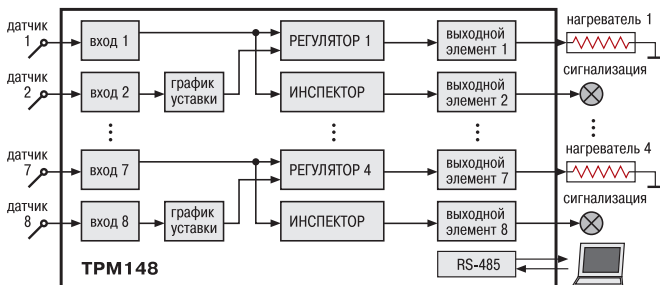 датчик
1
вход 1
РЕГУЛЯТОР 1
выходной
элемент 1
нагреватель 1
датчик
2
вход 2
график
уставки
ИНСПЕКТОР
выходной
элемент 2
сигнализация
датчик
7
вход 7
РЕГУЛЯТОР 4
выходной
элемент 7
нагреватель 4
датчик
8
вход 8
график
уставки
ИНСПЕКТОР
выходной
элемент 8
сигнализация
ТРМ148
RS-485